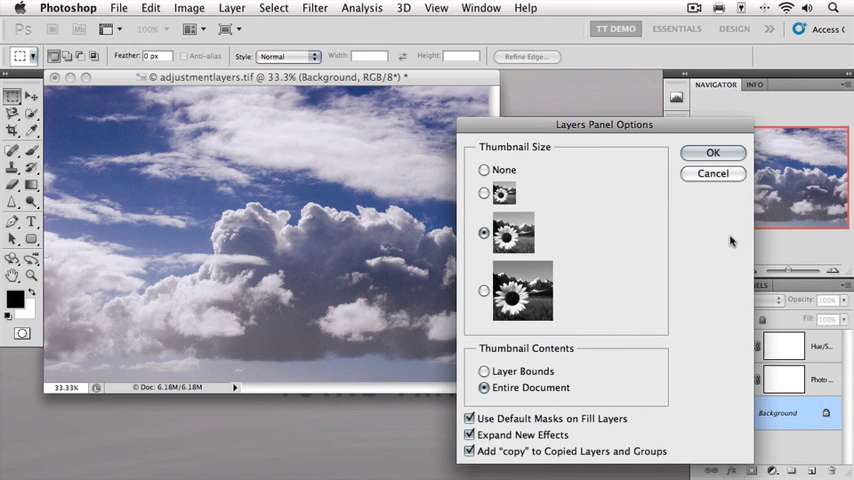 Photoshop File Edit Image Layer Select Filter Analysis 3D View Window Help
Ps 100% TT DEMO ESSENTIALS DESIGN Access
Feather: 0 px Anti-alias Style: Normal Width: Height: Refine Edge...
© adjustmentlayers.tif @ 33.3% (Background, RGB/8*) *
NAVIGATOR INFO
Layers Panel Options
Thumbnail Size
OK
None
Cancel
Opacity: 100%
Fill: 100%
Thumbnail Contents
Hue/S...
Layer Bounds
Photo ...
33.33% Doc: 6.18M/6.18M
Entire Document
Background
Use Default Masks on Fill Layers
Expand New Effects
Add “copy” to Copied Layers and Groups